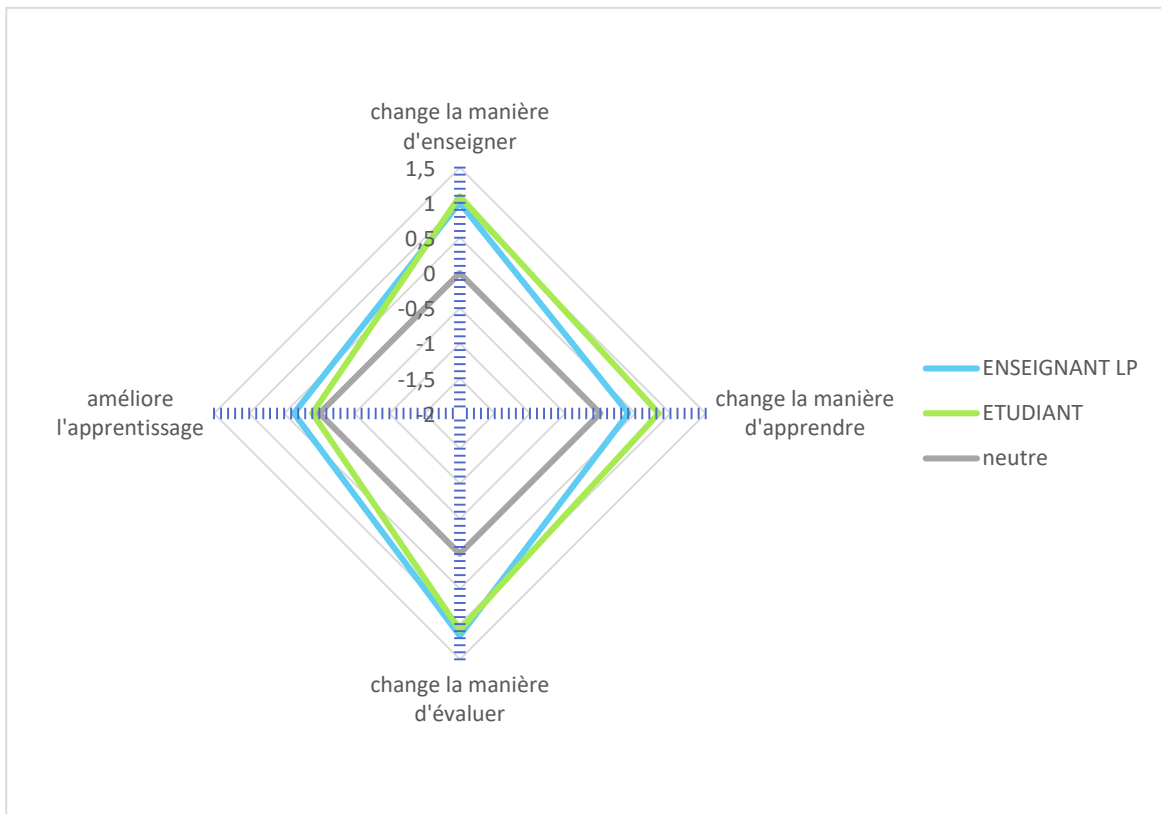 change la manière
d'enseigner
1,5
1
0,5
0
-0,5
-1
-1,5
-2
améliore
l'apprentissage
change la manière
d'apprendre
change la manière
d'évaluer
ENSEIGNANT LP
ETUDIANT
neutre